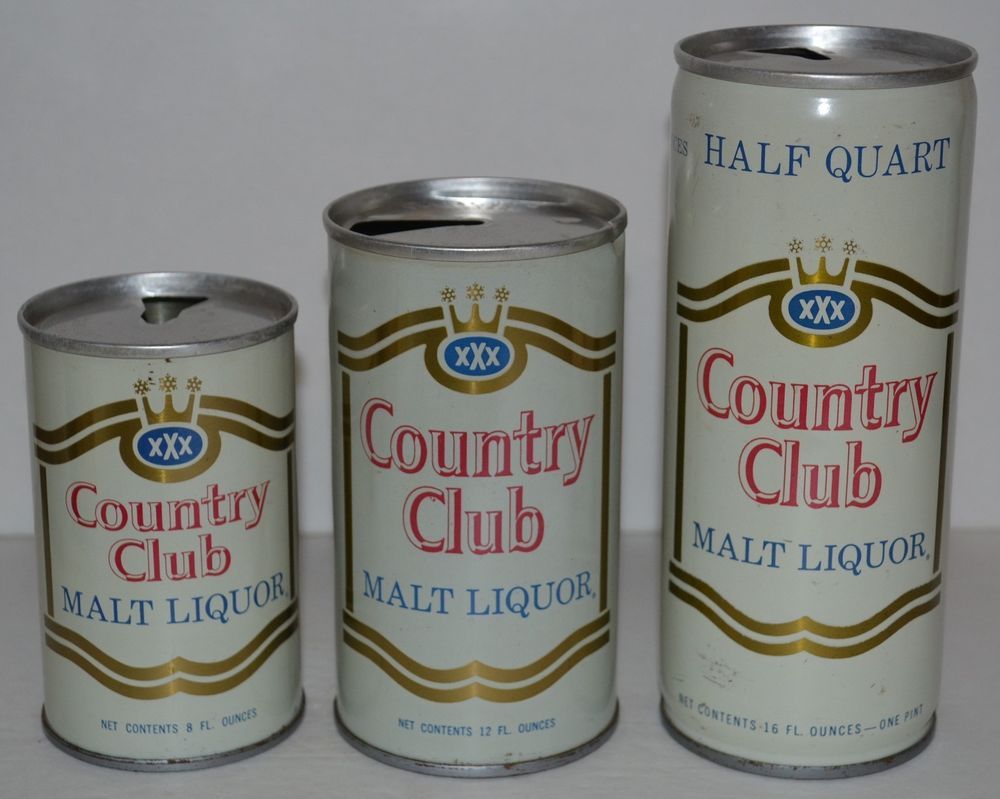 xXx
Country
Club
MALT LIQUOR®
NET CONTENTS 8 FL. OUNCES
xXx
Country
Club
MALT LIQUOR®
NET CONTENTS 12 FL. OUNCES
HALF QUART
xXx
Country
Club
MALT LIQUOR®
NET CONTENTS 16 FL. OUNCES—ONE PINT